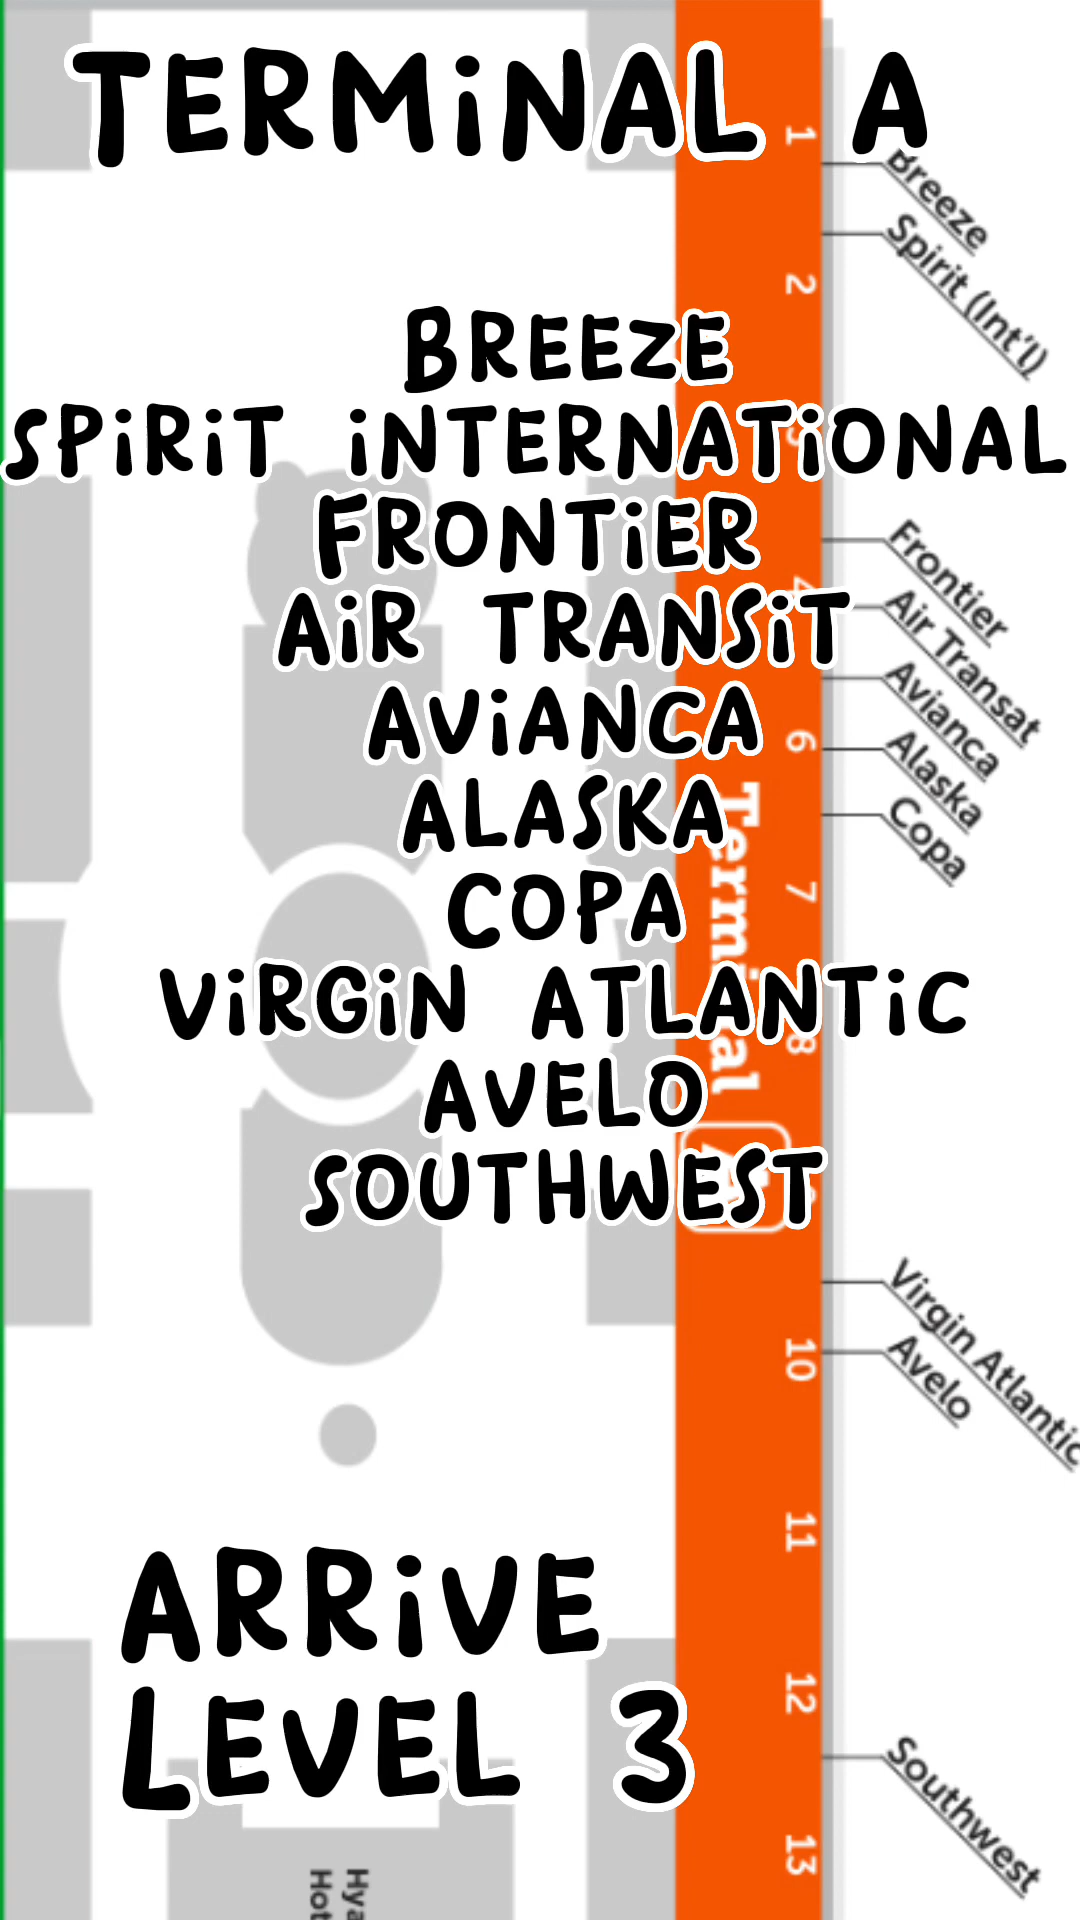 TERMiNAL A
BREEZE
SPiRiT iNTERNATiONAL
FRONTiER
AiR TRANSiT
AViANCA
ALASKA
COPA
ViRGiN ATLANTiC
AVELO
SOUTHWEST
ARRiVE
LEVEL 3
1
2
4
6
7
8
10
11
12
13
Terminal
Breeze
Spirit (Int'l)
Frontier
Air Transat
Avianca
Alaska
Copa
Virgin Atlantic
Avelo
Southwest